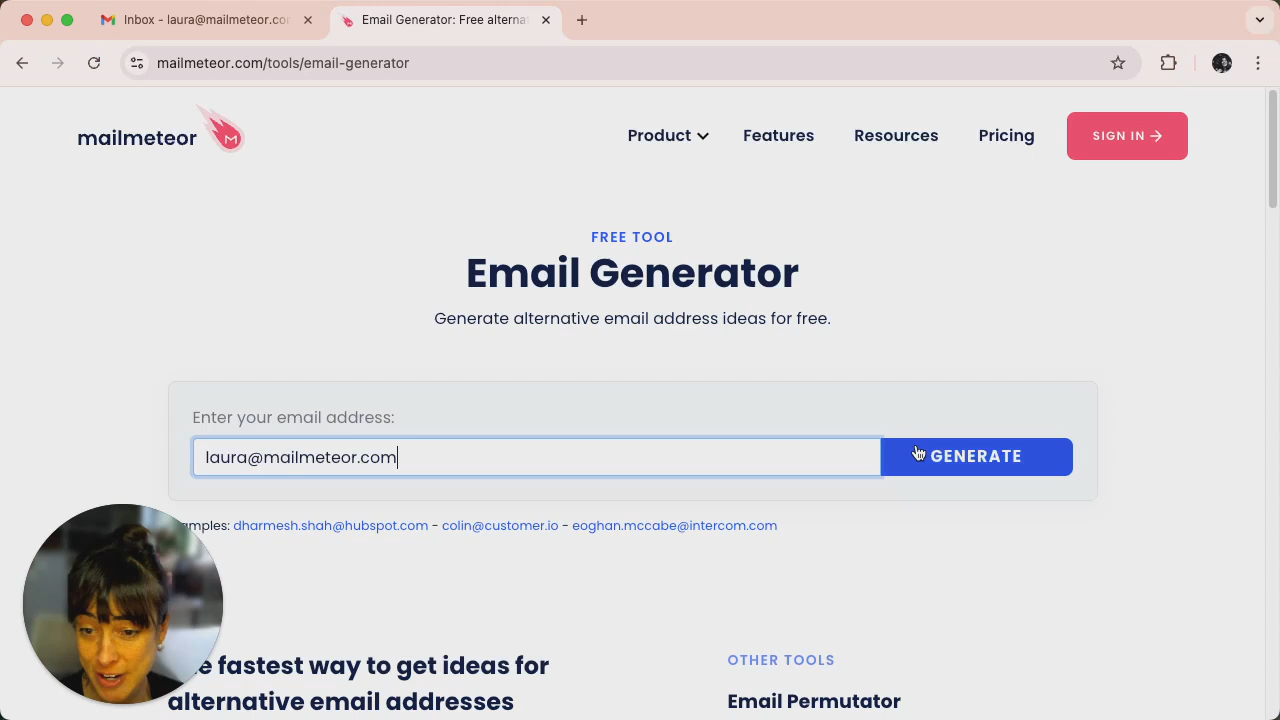 Inbox - laura@mailmeteor.co
Email Generator: Free alterna
mailmeteor.com/tools/email-generator
mailmeteor
Product
Features
Resources
Pricing
SIGN IN
FREE TOOL
Email Generator
Generate alternative email address ideas for free.
Enter your email address:
laura@mailmeteor.com
GENERATE
amples: dharmesh.shah@hubspot.com - colin@customer.io - eoghan.mccabe@intercom.com
fastest way to get ideas for
alternative email addresses
OTHER TOOLS
Email Permutator